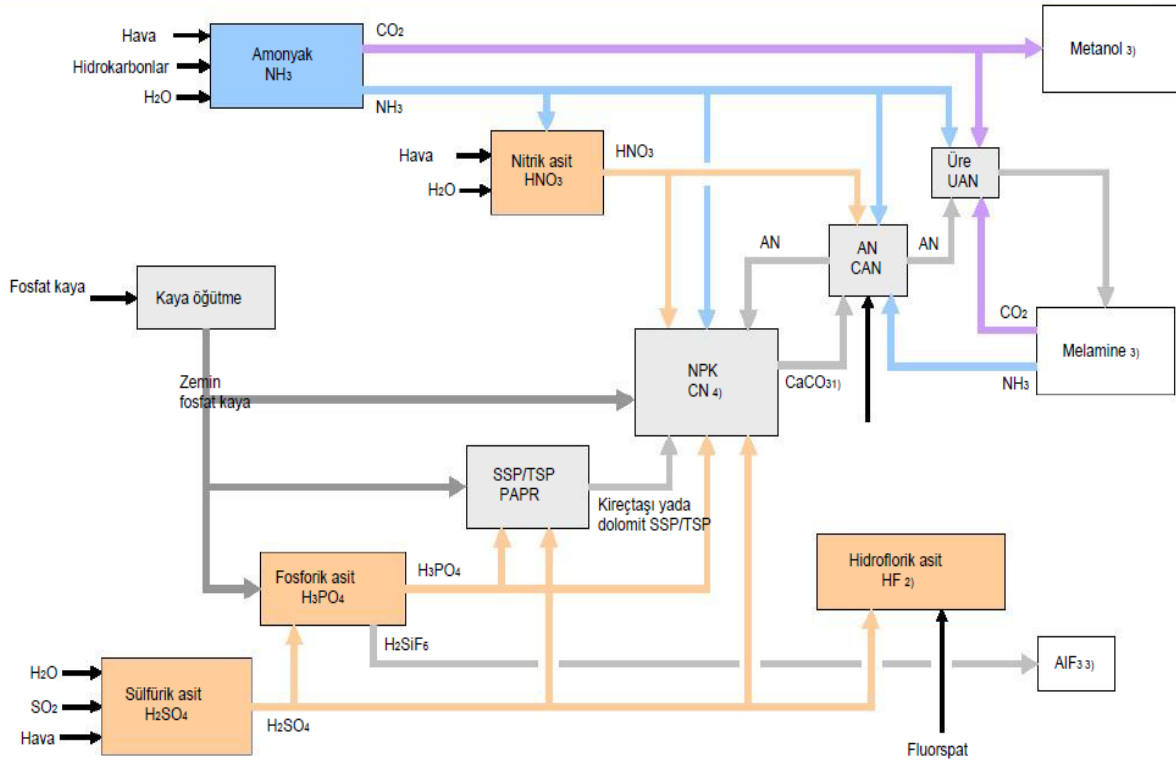 CO2
Hava
Amonyak
NH3
Hidrokarbonlar
H2O
NH3
Metanol 3)
Hava
H2O
Nitrik asit
HNO3
HNO3
Üre
UAN
AN
AN
CAN
AN
Fosfat kaya
Kaya öğütme
CO2
Melamine 3)
NH3
NPK
CN 4)
CaCO31)
Zemin
fosfat kaya
SSP/TSP
PAPR
Kireçtaşı yada
dolomit SSP/TSP
Fosforik asit
H3PO4
H3PO4
H2SiF6
Hidroflorik asit
HF 2)
AlF3 3)
H2O
SO2
Hava
Sülfürik asit
H2SO4
H2SO4
Fluorspat